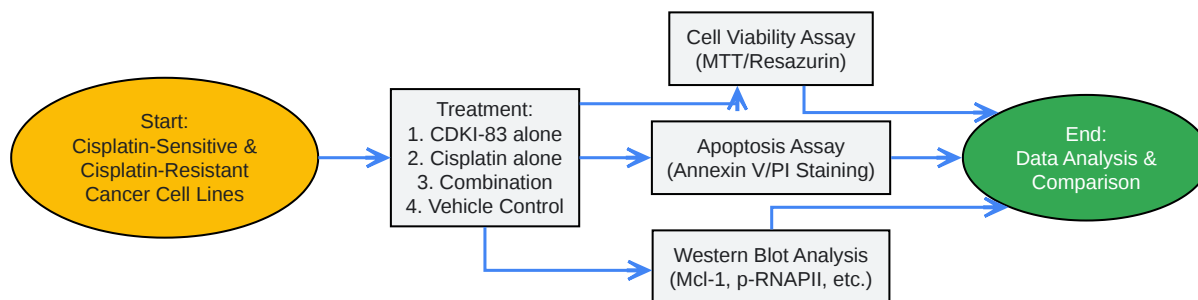 Start:
Cisplatin-Sensitive &
Cisplatin-Resistant
Cancer Cell Lines
Treatment:
1. CDKI-83 alone
2. Cisplatin alone
3. Combination
4. Vehicle Control
Cell Viability Assay
(MTT/Resazurin)
Apoptosis Assay
(Annexin V/PI Staining)
Western Blot Analysis
(Mcl-1, p-RNAPII, etc.)
End:
Data Analysis &
Comparison